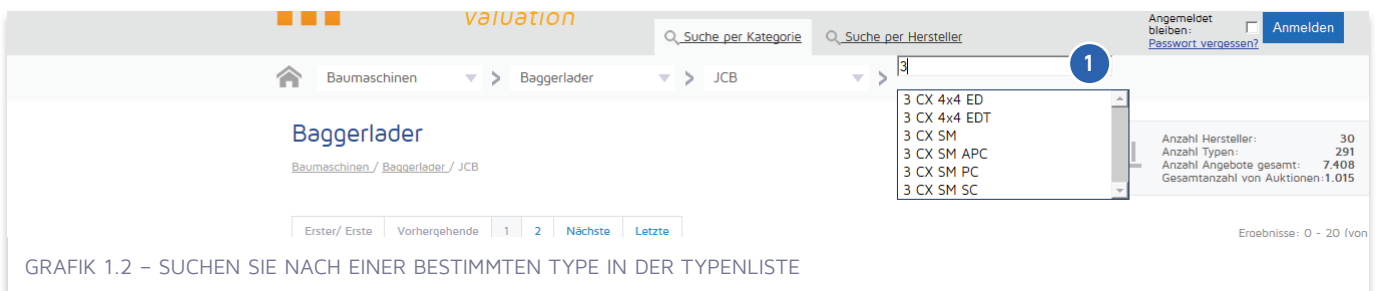 valuation
Suche per Kategorie
Suche per Hersteller
Angemeldet
bleiben:
Passwort vergessen?
Anmelden
Baumaschinen > Baggerlader > JCB > 3
1
3 CX 4x4 ED
3 CX 4x4 EDT
3 CX SM
3 CX SM APC
3 CX SM PC
3 CX SM SC
Baggerlader
Baumaschinen / Baggerlader / JCB
Anzahl Hersteller: 30
Anzahl Typen: 291
Anzahl Angebote gesamt: 7.408
Gesamtanzahl von Auktionen:1.015
Erster/ Erste Vorhergehende 1 2 Nächste Letzte
Ergebnisse: 0 - 20 (von
GRAFIK 1.2 – SUCHEN SIE NACH EINER BESTIMMTEN TYPE IN DER TYPENLISTE